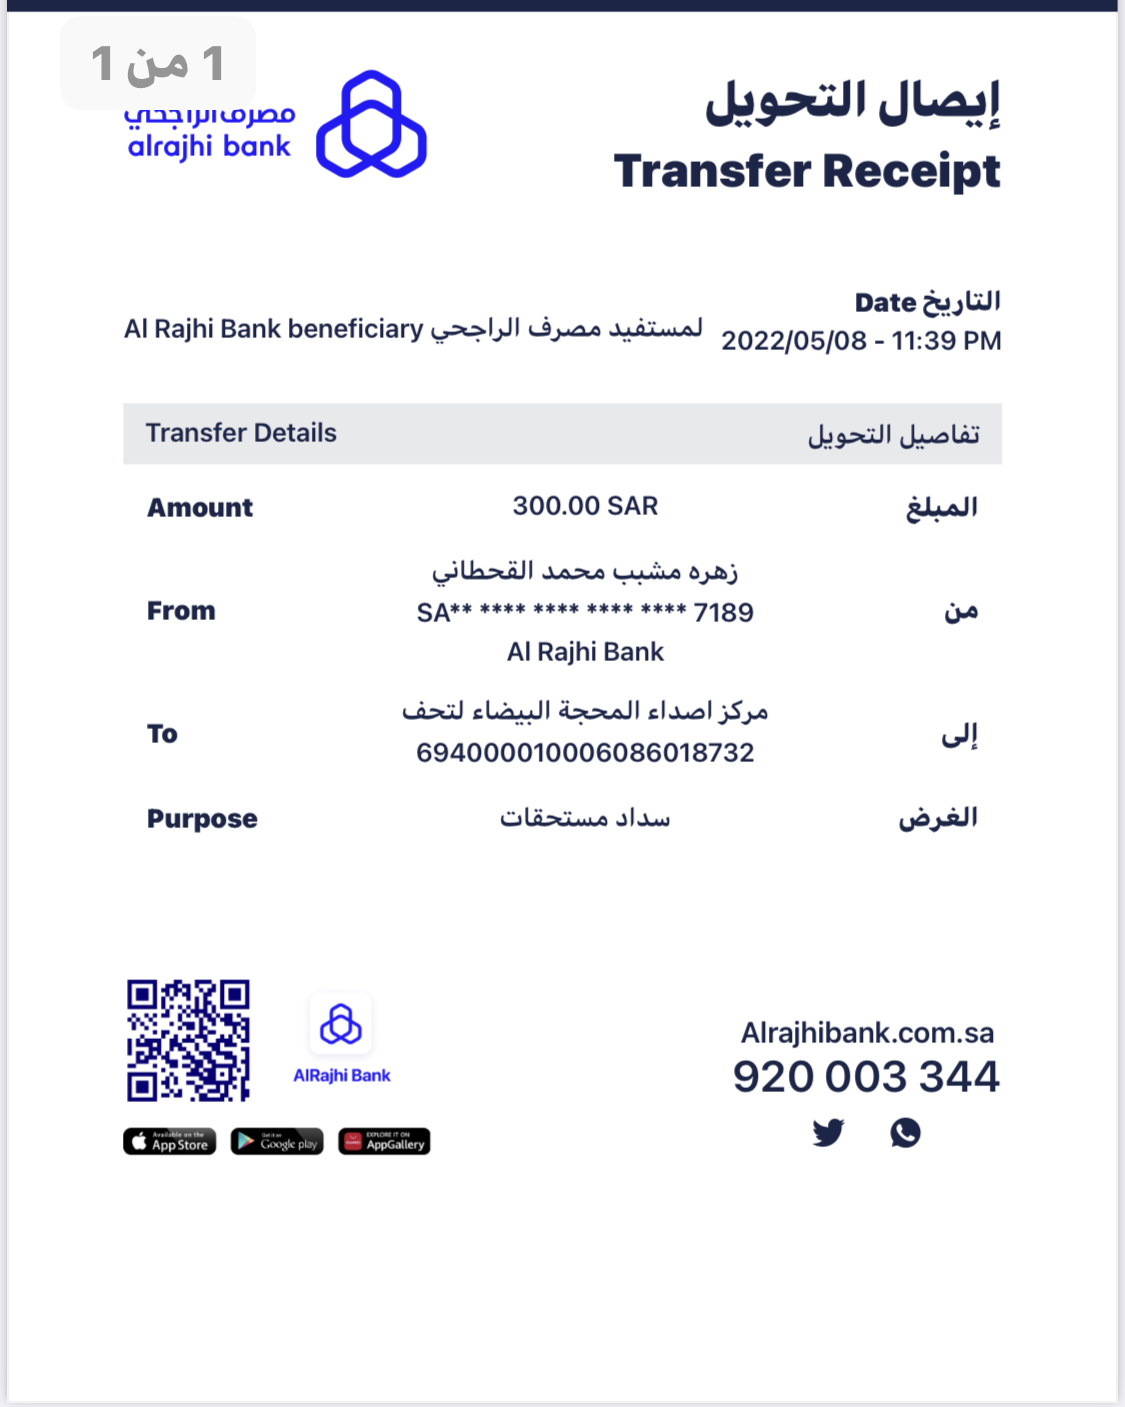 1 من 1
مصرف الراجحي
alrajhi bank
إيصال التحويل
Transfer Receipt
التاريخ Date
2022/05/08 - 11:39 PM
لمستفيد مصرف الراجحي Al Rajhi Bank beneficiary
Transfer Details تفاصيل التحويل
Amount 300.00 SAR المبلغ
زهره مشبب محمد القحطاني
From SA** **** **** **** **** 7189 من
Al Rajhi Bank
مركز اصداء المحجة البيضاء لتحف
To إلى
694000010006086018732
Purpose سداد مستحقات الغرض
AlRajhi Bank
Available on the App Store
Get it on Google play
EXPLORE IT ON AppGallery
Alrajhibank.com.sa
920 003 344